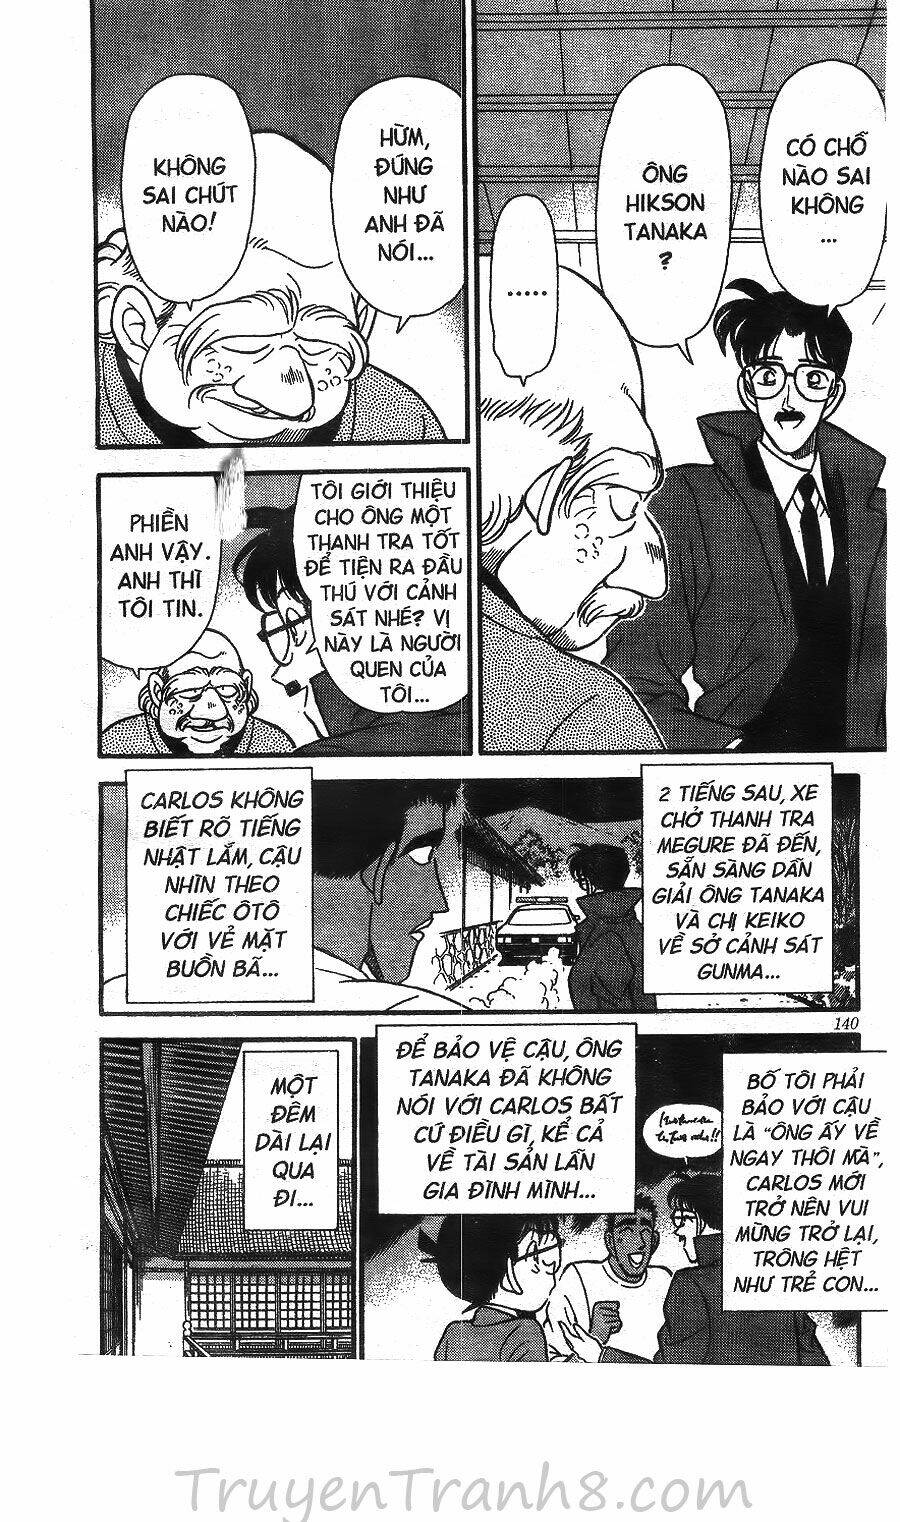 CÓ CHỖ
NÀO SAI
KHÔNG
...
ÔNG
HIKSON
TANAKA
?
......
HỪM,
ĐÚNG
NHƯ
ANH ĐÃ
NÓI...
KHÔNG
SAI CHÚT
NÀO!
TÔI GIỚI THIỆU
CHO ÔNG MỘT
THANH TRA TỐT
ĐỂ TIỆN RA ĐẦU
THÚ VỚI CẢNH
SÁT NHÉ? VỊ
NÀY LÀ NGƯỜI
QUEN CỦA
TÔI...
PHIỀN
ANH VẬY.
ANH THÌ
TÔI TIN.
2 TIẾNG SAU, XE
CHỞ THANH TRA
MEGURE ĐÃ ĐẾN,
SẴN SÀNG DẪN
GIẢI ÔNG TANAKA
VÀ CHỊ KEIKO
VỀ SỞ CẢNH SÁT
GUNMA...
CARLOS KHÔNG
BIẾT RÕ TIẾNG
NHẬT LẮM, CẬU
NHÌN THEO
CHIẾC ÔTÔ
VỚI VẺ MẶT
BUỒN BÃ...
140
BỐ TÔI PHẢI
BẢO VỚI CẬU
LÀ "ÔNG ẤY VỀ
NGAY THÔI MÀ",
CARLOS MỚI
TRỞ NÊN VUI
MỪNG TRỞ LẠI,
TRÔNG HỆT
NHƯ TRẺ CON...
ĐỂ BẢO VỆ CẬU, ÔNG
TANAKA ĐÃ KHÔNG
NÓI VỚI CARLOS BẤT
CỨ ĐIỀU GÌ, KỂ CẢ
VỀ TÀI SẢN LẪN
GIA ĐÌNH MÌNH...
MỘT
ĐÊM
DÀI LẠI
QUA
ĐI...
TruyenTranh8.com